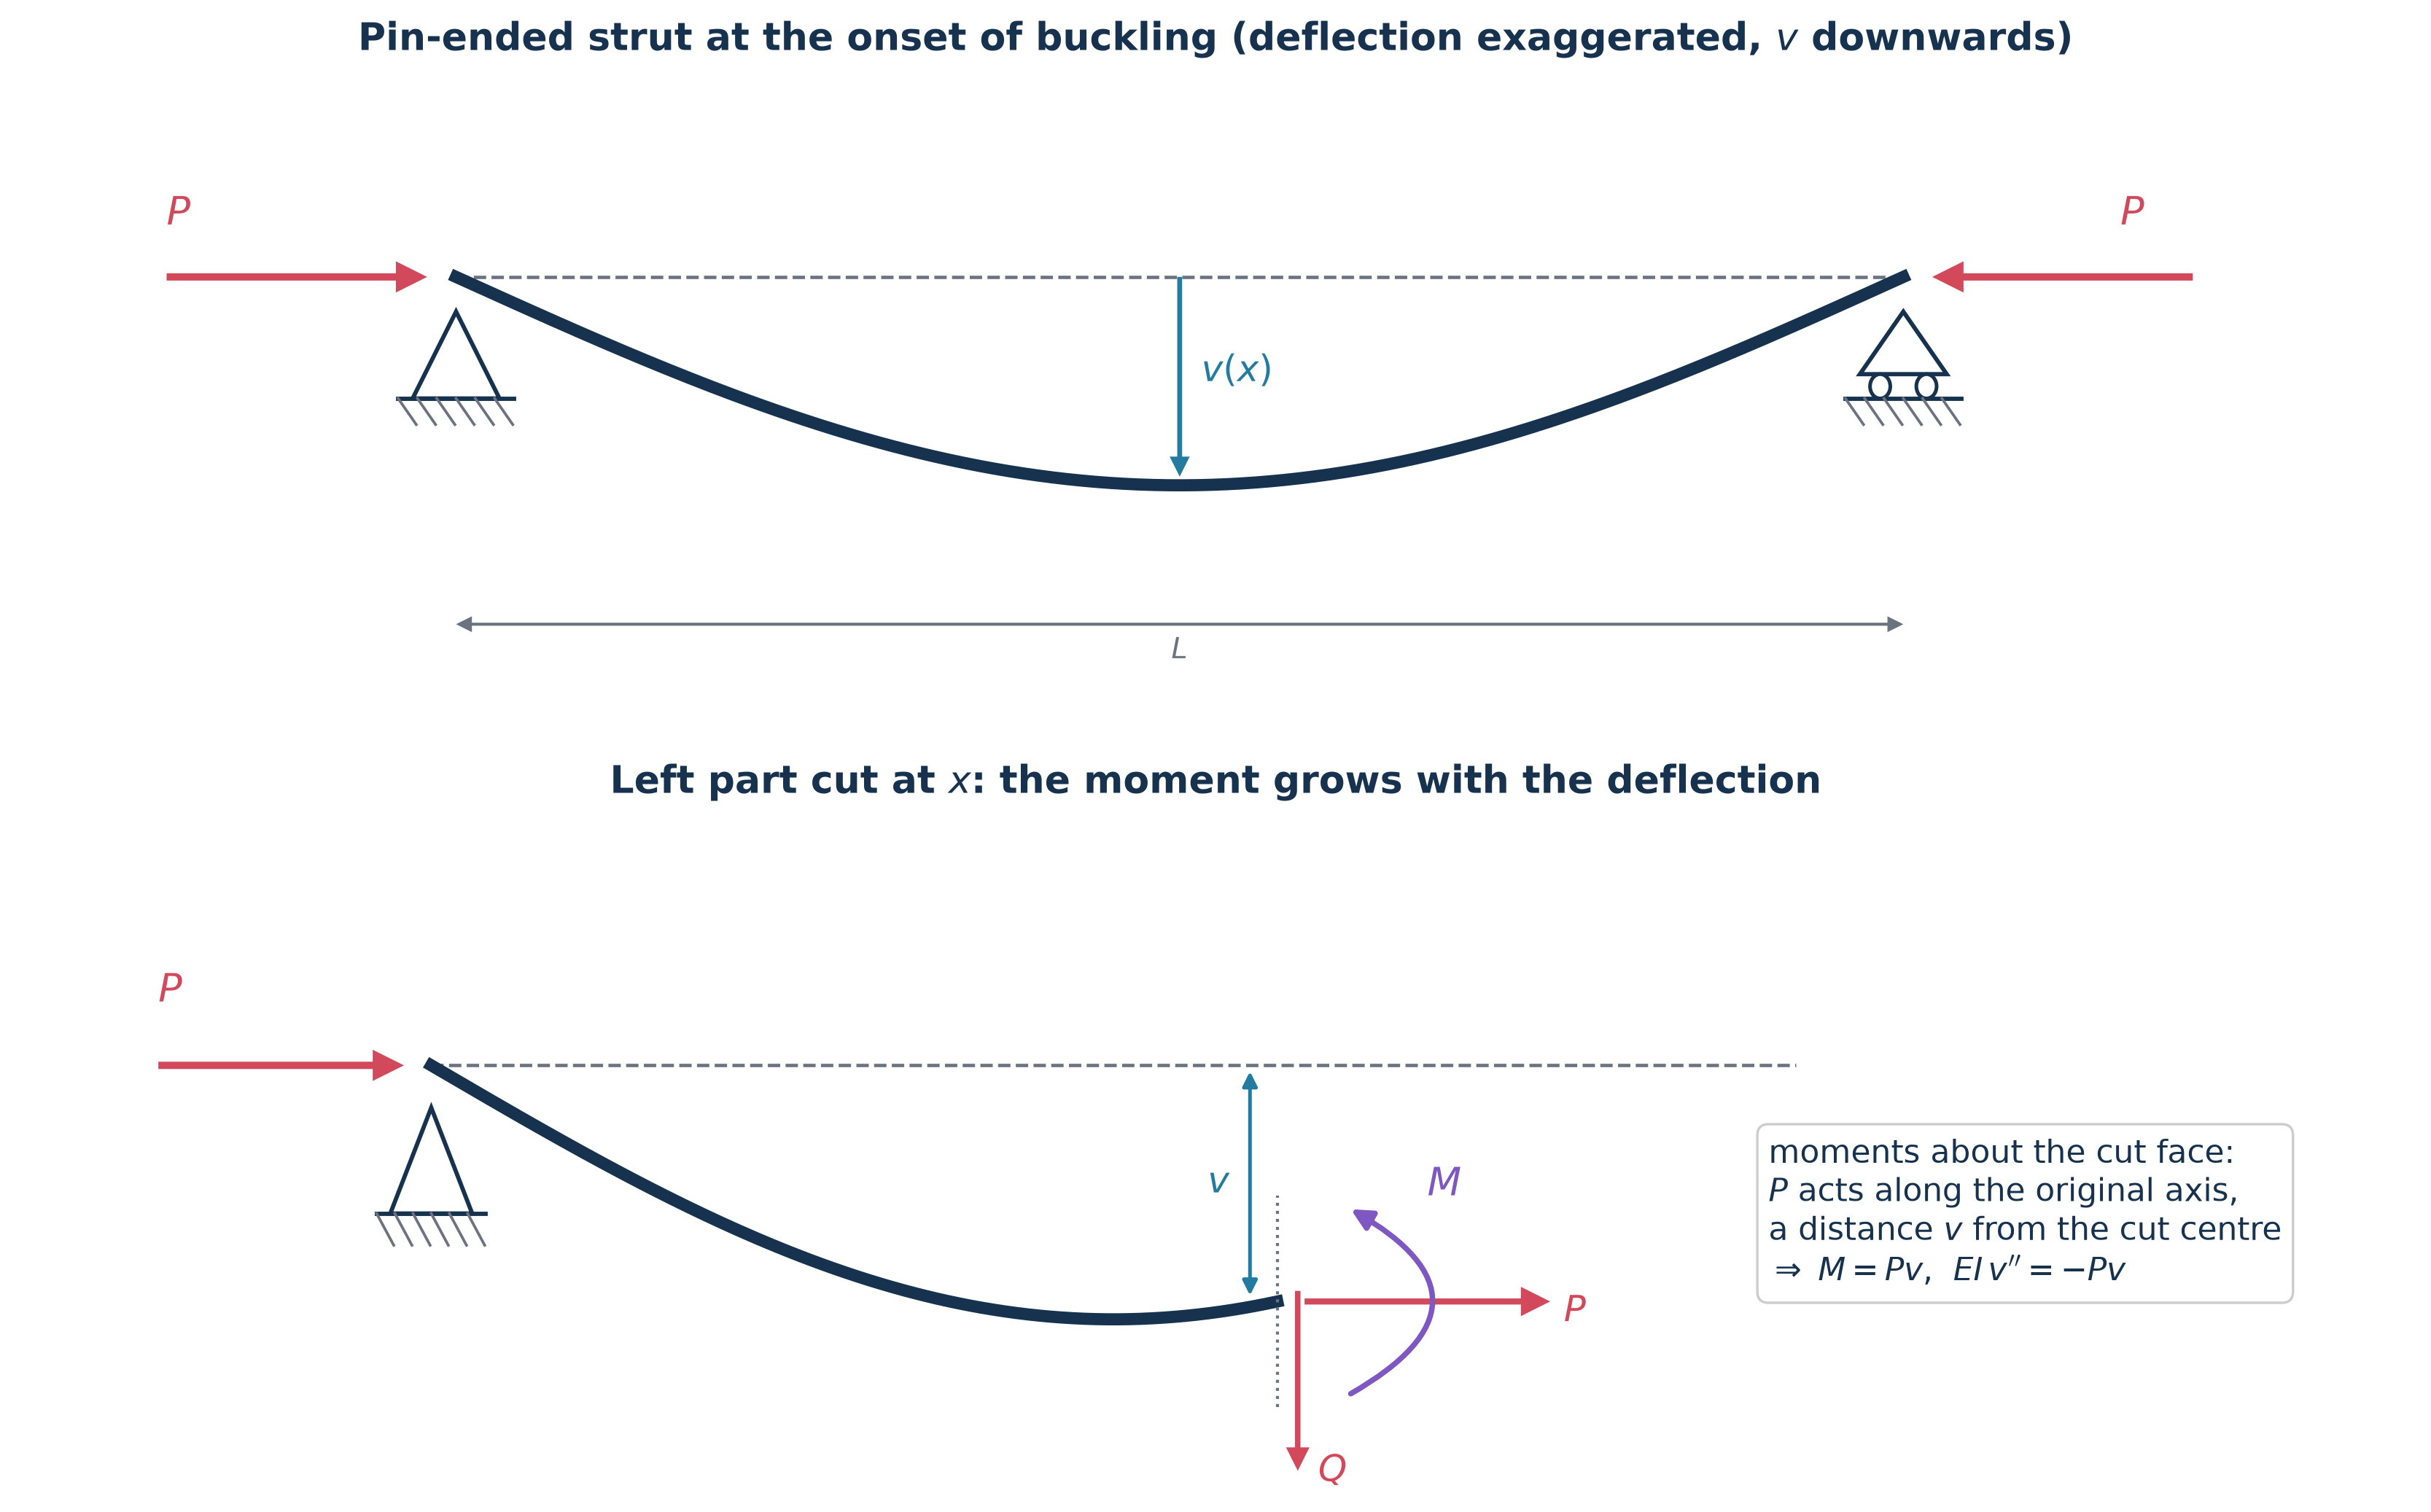 Pin-ended strut at the onset of buckling (deflection exaggerated, v downwards)
P
P
v(x)
L
Left part cut at x: the moment grows with the deflection
P
v
M
moments about the cut face:
P acts along the original axis,
a distance v from the cut centre
⇒ M = Pv, EI v″ = −Pv
P
Q